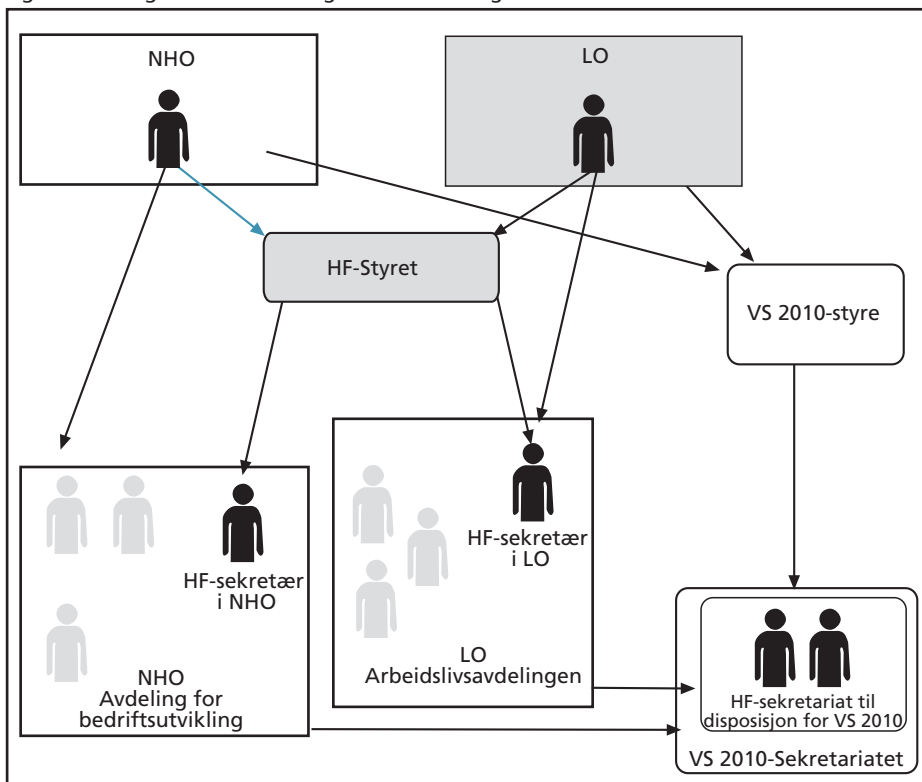 NHO
LO
HF-Styret
VS 2010-styre
HF-sekretær
i NHO
HF-sekretær
i LO
NHO
Avdeling for
bedriftsutvikling
LO
Arbeidslivsavdelingen
HF-sekretariat til
disposisjon for VS 2010
VS 2010-Sekretariatet